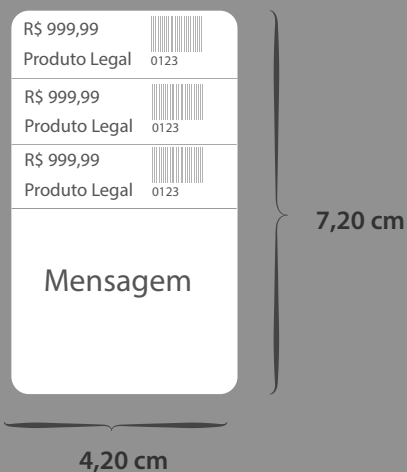 R$ 999,99
Produto Legal 0123
R$ 999,99
Produto Legal 0123
R$ 999,99
Produto Legal 0123
Mensagem
7,20 cm
4,20 cm